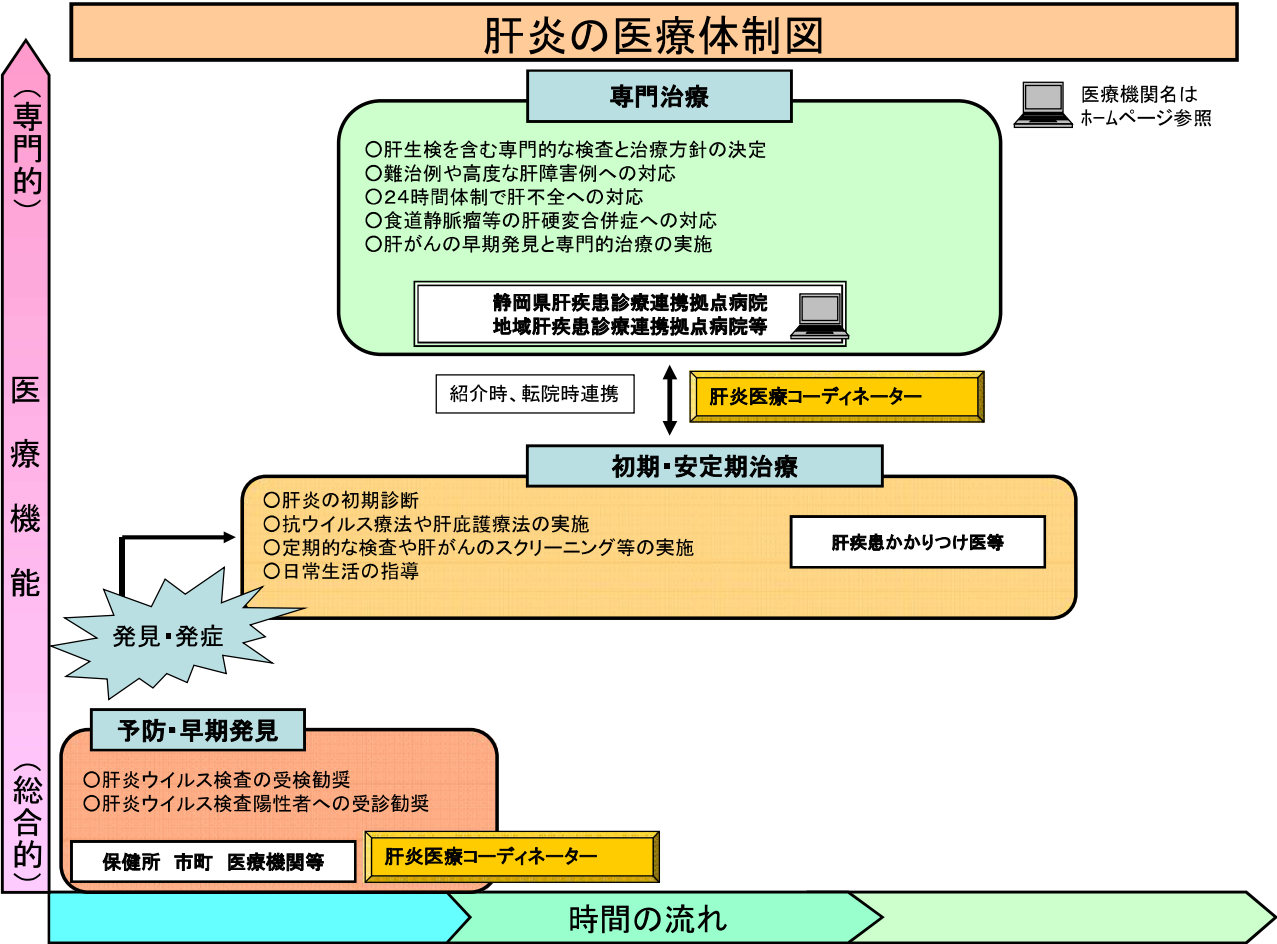 肝炎の医療体制図
専門治療
医療機関名は
ホームページ参照
（専門的）
医療機能
（総合的）
○肝生検を含む専門的な検査と治療方針の決定
○難治例や高度な肝障害例への対応
○２４時間体制で肝不全への対応
○食道静脈瘤等の肝硬変合併症への対応
○肝がんの早期発見と専門的治療の実施
静岡県肝疾患診療連携拠点病院
地域肝疾患診療連携拠点病院等
紹介時、転院時連携
肝炎医療コーディネーター
初期・安定期治療
○肝炎の初期診断
○抗ウイルス療法や肝庇護療法の実施
○定期的な検査や肝がんのスクリーニング等の実施
○日常生活の指導
肝疾患かかりつけ医等
発見・発症
予防・早期発見
○肝炎ウイルス検査の受検勧奨
○肝炎ウイルス検査陽性者への受診勧奨
保健所　市町　医療機関等
肝炎医療コーディネーター
時間の流れ